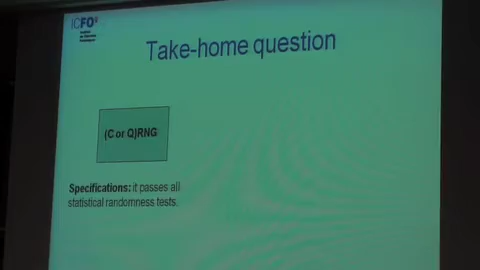 ICFO
Take-home question
(C or Q)RNG
Specifications: it passes all
statistical randomness tests.